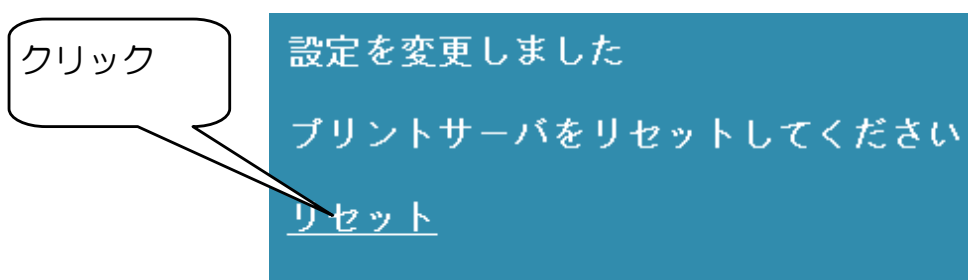 クリック
設定を変更しました
プリントサーバをリセットしてください
リセット